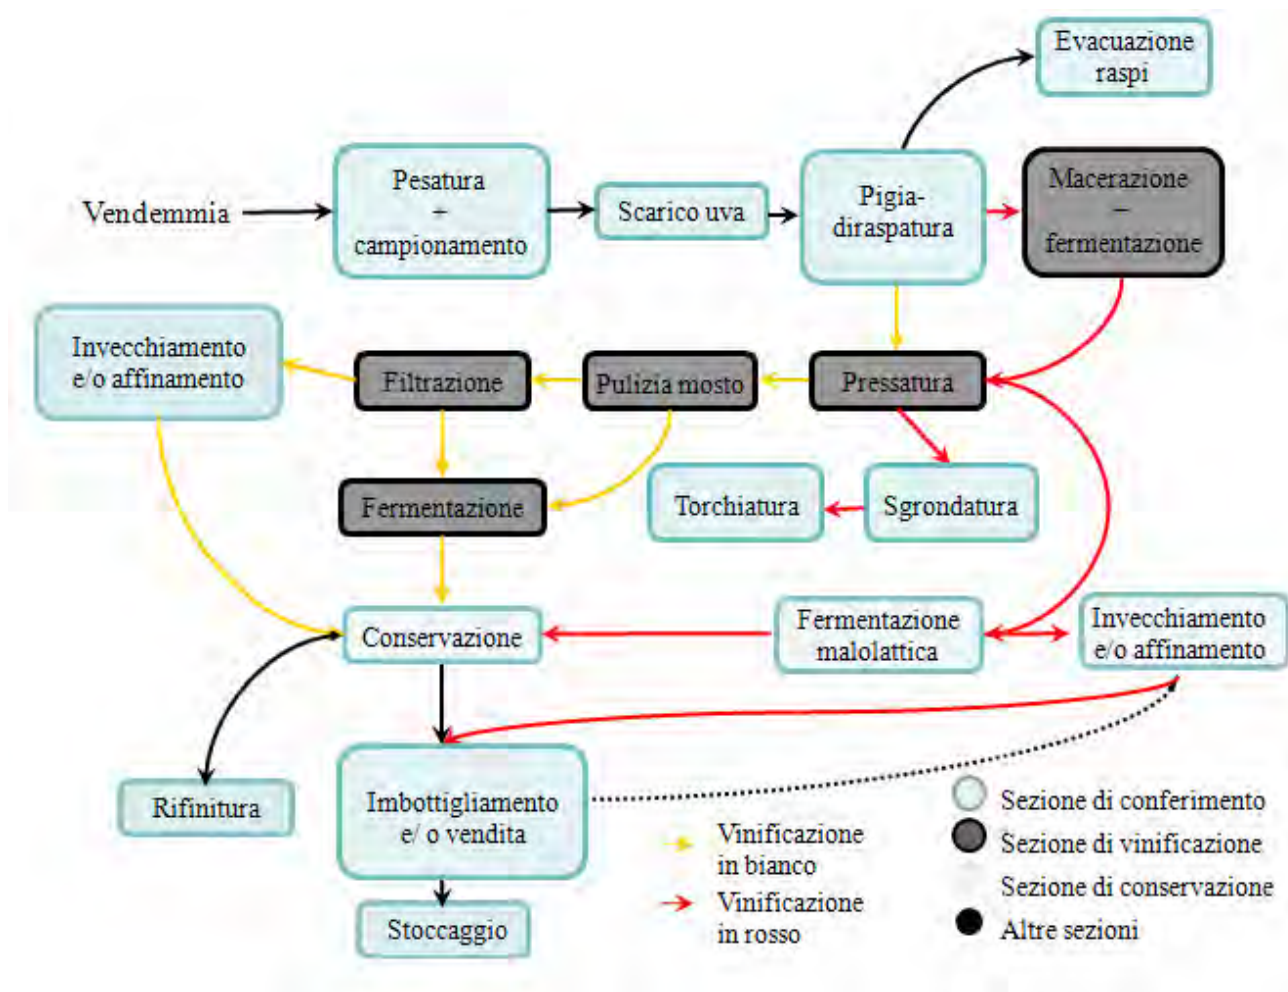 Evacuazione
raspi
Vendemmia
Pesatura
+
campionamento
Scarico uva
Pigia-
diraspatura
Macerazione
–
fermentazione
Invecchiamento
e/o affinamento
Filtrazione
Pulizia mosto
Pressatura
Fermentazione
Torchiatura
Sgrondatura
Conservazione
Fermentazione
malolattica
Invecchiamento
e/o affinamento
Rifinitura
Imbottigliamento
e/ o vendita
Stoccaggio
Vinificazione
in bianco
Vinificazione
in rosso
Sezione di conferimento
Sezione di vinificazione
Sezione di conservazione
Altre sezioni